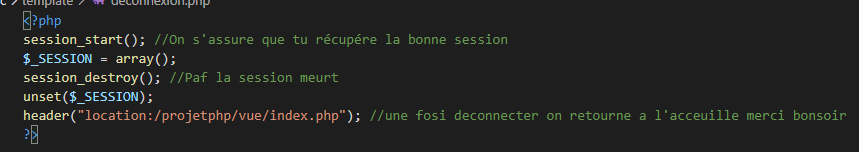 c > template > deconnexion.php
<?php
session_start(); //On s'assure que tu récupére la bonne session
$_SESSION = array();
session_destroy(); //Paf la session meurt
unset($_SESSION);
header("location:/projetphp/vue/index.php"); //une fosi deconnecter on retourne a l'acceuille merci bonsoir
?>